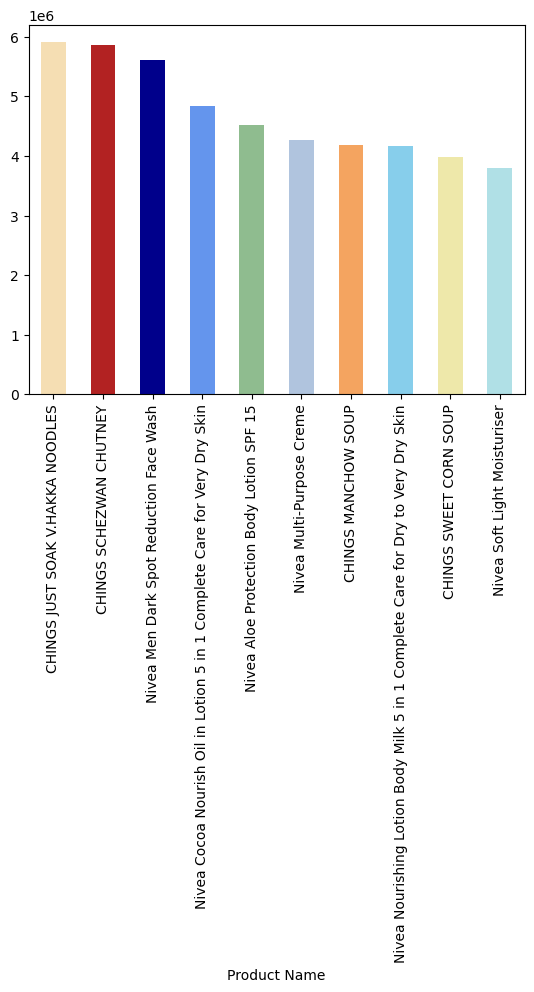 1e6
6
5
4
3
2
1
0
CHINGS JUST SOAK V.HAKKA NOODLES
CHINGS SCHEZWAN CHUTNEY
Nivea Men Dark Spot Reduction Face Wash
Nivea Cocoa Nourish Oil in Lotion 5 in 1 Complete Care for Very Dry Skin
Nivea Aloe Protection Body Lotion SPF 15
Nivea Multi-Purpose Creme
CHINGS MANCHOW SOUP
Nivea Nourishing Lotion Body Milk 5 in 1 Complete Care for Dry to Very Dry Skin
CHINGS SWEET CORN SOUP
Nivea Soft Light Moisturiser
Product Name